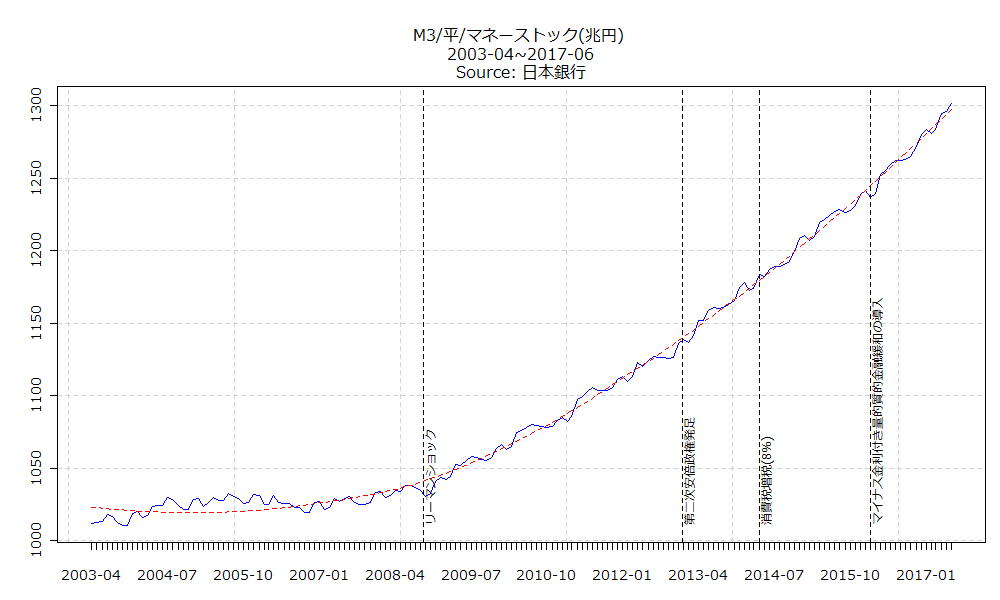 M3/平/マネーストック(兆円)
2003-04~2017-06
Source: 日本銀行
1300
1250
1200
1150
1100
1050
1000
リーマンショック
第二次安倍政権発足
消費税増税(8%)
マイナス金利付き量的質的金融緩和の導入
2003-04 2004-07 2005-10 2007-01 2008-04 2009-07 2010-10 2012-01 2013-04 2014-07 2015-10 2017-01